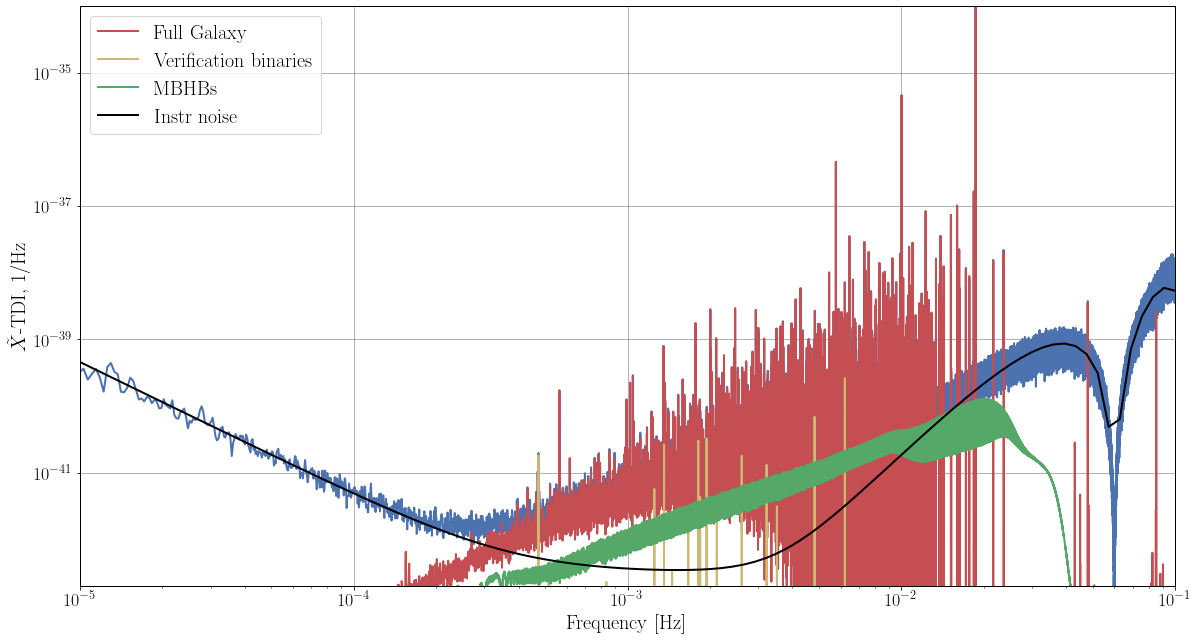 Full Galaxy
Verification binaries
MBHBs
Instr noise
10⁻³⁵
10⁻³⁷
10⁻³⁹
10⁻⁴¹
X̃-TDI, 1/Hz
10⁻⁵
10⁻⁴
10⁻³
10⁻²
10⁻¹
Frequency [Hz]